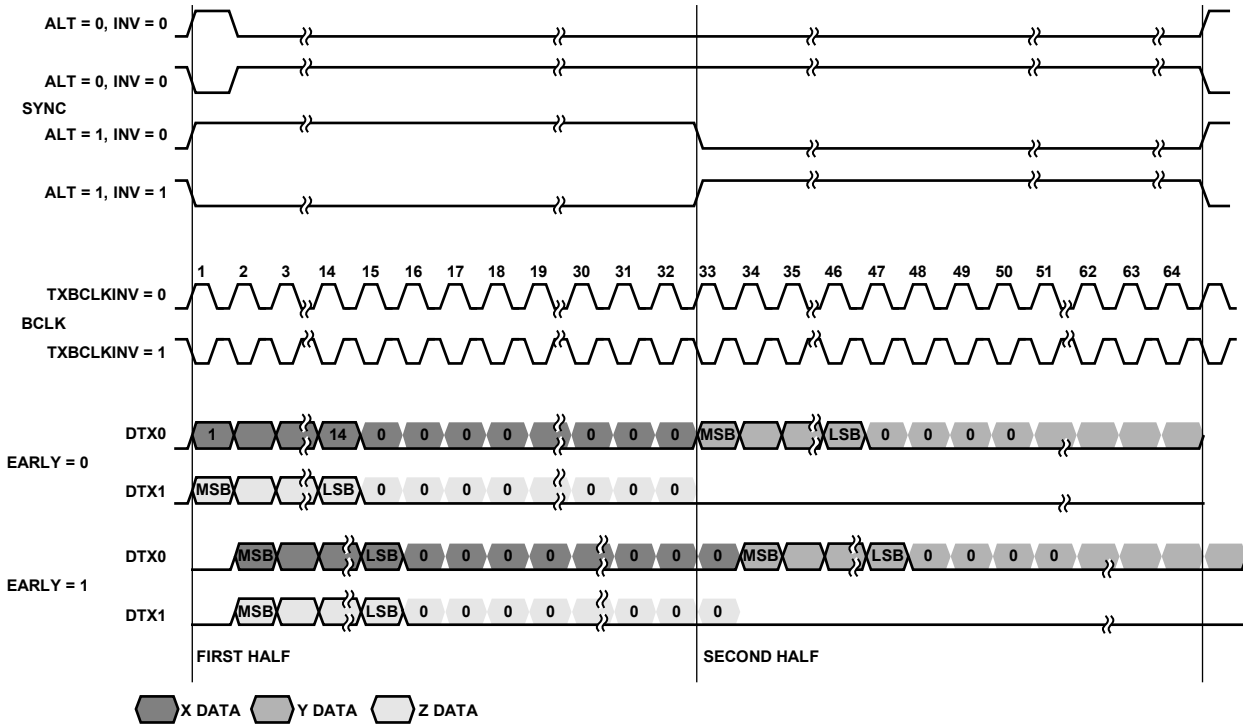 ALT = 0, INV = 0
ALT = 0, INV = 0
SYNC
ALT = 1, INV = 0
ALT = 1, INV = 1
1 2 3 14 15 16 17 18 19 30 31 32 33 34 35 46 47 48 49 50 51 62 63 64
TXBCLKINV = 0
BCLK
TXBCLKINV = 1
DTX0 1 14 0 0 0 0 0 0 0 MSB LSB 0 0 0 0
EARLY = 0
DTX1 MSB LSB 0 0 0 0 0 0 0
DTX0 MSB LSB 0 0 0 0 0 0 0 MSB LSB 0 0 0 0
EARLY = 1
DTX1 MSB LSB 0 0 0 0 0 0 0
FIRST HALF SECOND HALF
X DATA Y DATA Z DATA